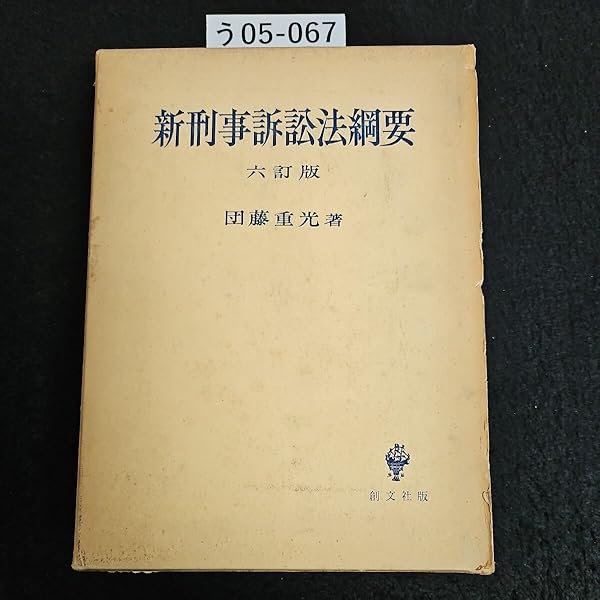 う05-067
新刑事訴訟法綱要
六訂版
団藤重光著
創文社版